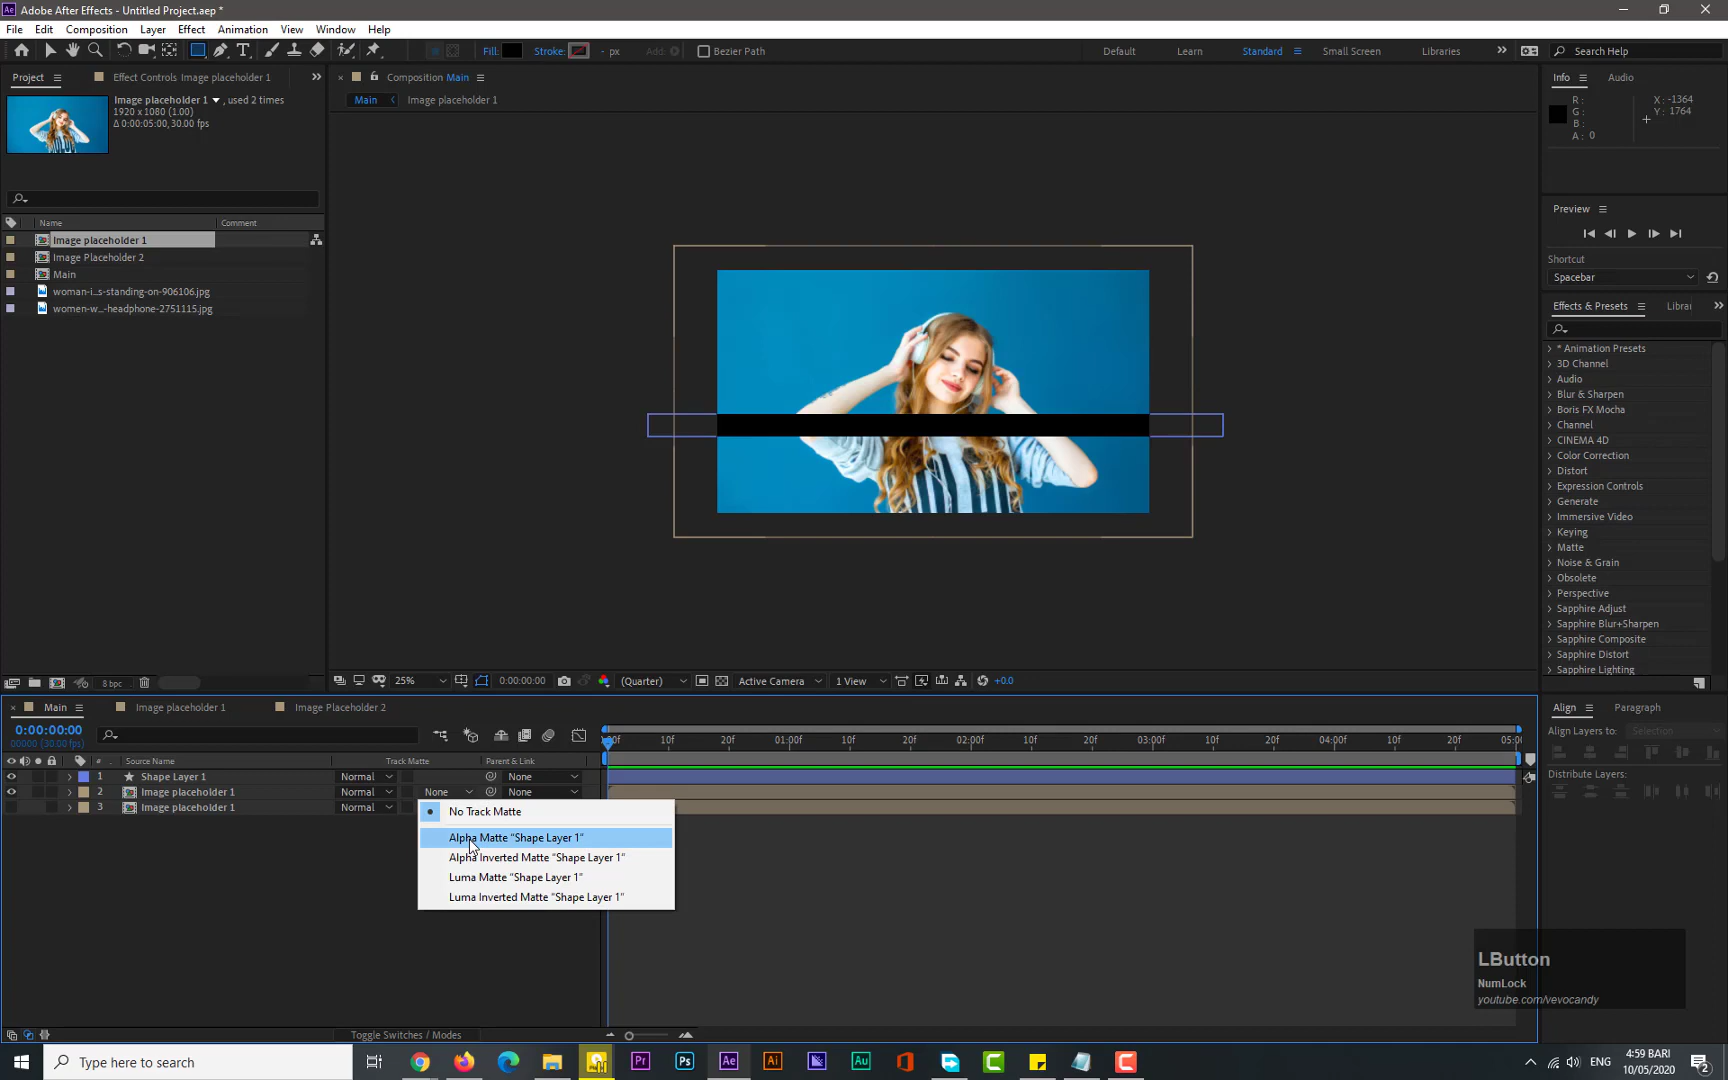 Adobe After Effects - Untitled Project.aep *
File Edit Composition Layer Effect Animation View Window Help
Fill: Stroke: - px Add: Bezier Path Default Learn Standard Small Screen Libraries Search Help
Project Effect Controls Image placeholder 1
Composition Main
Info Audio
Image placeholder 1 , used 2 times
1920 x 1080 (1.00)
Δ 0:00:05:00, 30.00 fps
Main Image placeholder 1
R:
G:
B:
A: 0
X: -1364
Y: 1764
Name Comment
Image placeholder 1
Image Placeholder 2
Main
woman-i...s-standing-on-906106.jpg
women-w...-headphone-2751115.jpg
Preview
Shortcut
Spacebar
Effects & Presets Librai
* Animation Presets
3D Channel
Audio
Blur & Sharpen
Boris FX Mocha
Channel
CINEMA 4D
Color Correction
Distort
Expression Controls
Generate
Immersive Video
Keying
Matte
Noise & Grain
Obsolete
Perspective
Sapphire Adjust
Sapphire Blur+Sharpen
Sapphire Composite
Sapphire Distort
Sapphire Lighting
8 bpc
25% 0:00:00:00 (Quarter) Active Camera 1 View +0.0
Main Image placeholder 1 Image Placeholder 2
Align Paragraph
0:00:00:00
00000 (30.00 fps)
Align Layers to: Selection
Distribute Layers:
:00f 10f 20f 01:00f 10f 20f 02:00f 10f 20f 03:00f 10f 20f 04:00f 10f 20f 05:00
# Source Name Track Matte Parent & Link
1 Shape Layer 1 Normal None
2 Image placeholder 1 Normal None None
3 Image placeholder 1 Normal
No Track Matte
Alpha Matte "Shape Layer 1"
Alpha Inverted Matte "Shape Layer 1"
Luma Matte "Shape Layer 1"
Luma Inverted Matte "Shape Layer 1"
LButton
NumLock
youtube.com/vevocandy
Toggle Switches / Modes
Type here to search
Pr Ps Ae Ai Au
ENG
4:59 BARI
10/05/2020
2